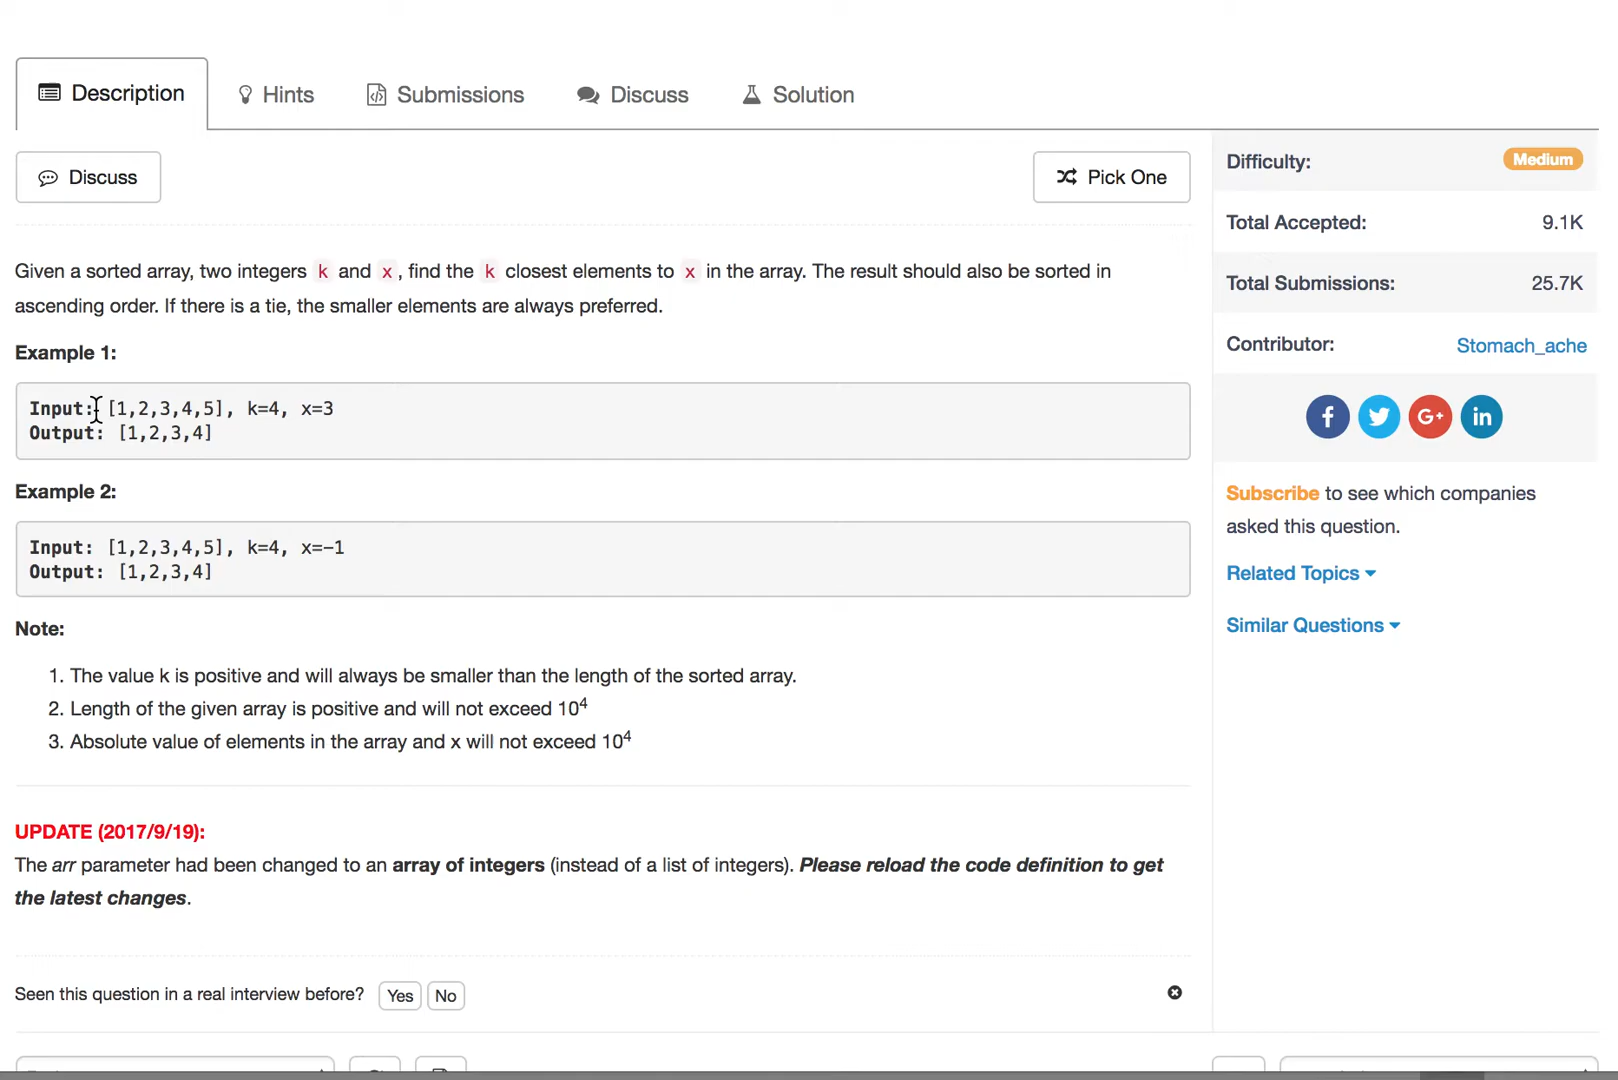 Description Hints Submissions Discuss Solution
Discuss
Pick One
Given a sorted array, two integers k and x, find the k closest elements to x in the array. The result should also be sorted in
ascending order. If there is a tie, the smaller elements are always preferred.
Example 1:
Input: [1,2,3,4,5], k=4, x=3
Output: [1,2,3,4]
Example 2:
Input: [1,2,3,4,5], k=4, x=-1
Output: [1,2,3,4]
Note:
1. The value k is positive and will always be smaller than the length of the sorted array.
2. Length of the given array is positive and will not exceed 10⁴
3. Absolute value of elements in the array and x will not exceed 10⁴
UPDATE (2017/9/19):
The arr parameter had been changed to an array of integers (instead of a list of integers). Please reload the code definition to get
the latest changes.
Seen this question in a real interview before? Yes No
Difficulty: Medium
Total Accepted: 9.1K
Total Submissions: 25.7K
Contributor: Stomach_ache
f G+ in
Subscribe to see which companies
asked this question.
Related Topics
Similar Questions